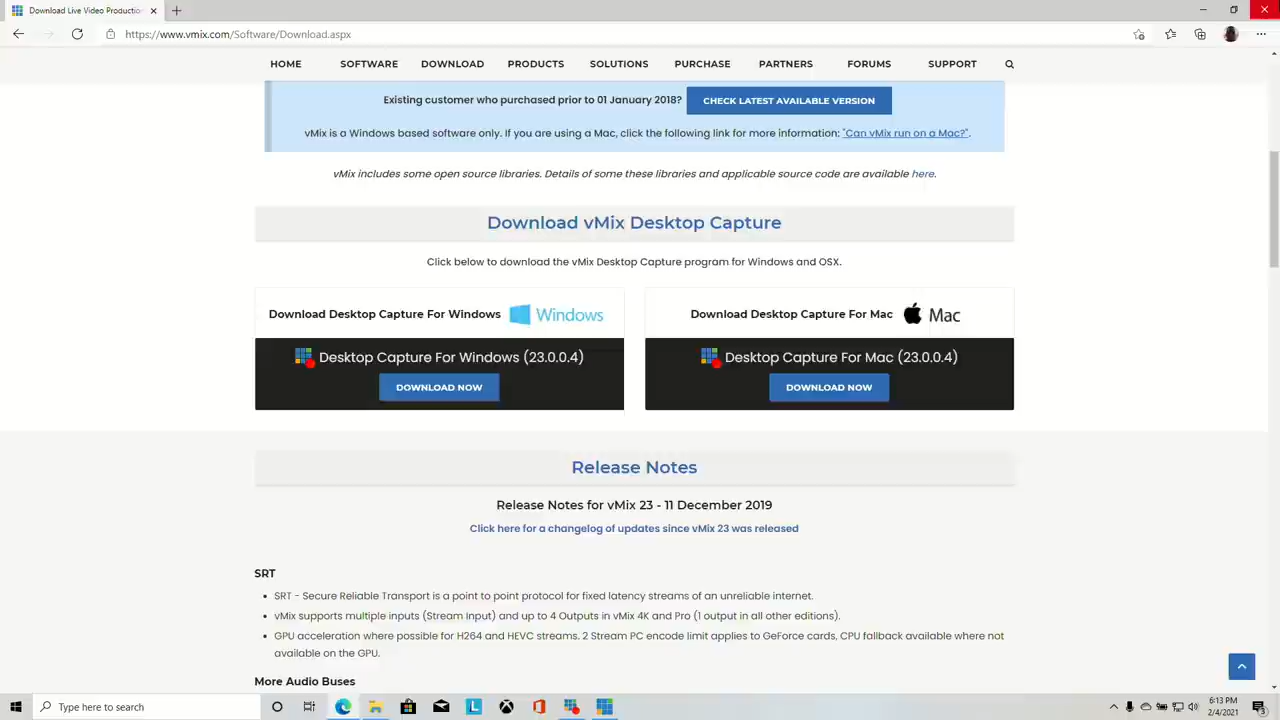 Download Live Video Productio
https://www.vmix.com/Software/Download.aspx
HOME SOFTWARE DOWNLOAD PRODUCTS SOLUTIONS PURCHASE PARTNERS FORUMS SUPPORT
Existing customer who purchased prior to 01 January 2018? CHECK LATEST AVAILABLE VERSION
vMix is a Windows based software only. If you are using a Mac, click the following link for more information: "Can vMix run on a Mac?".
vMix includes some open source libraries. Details of some these libraries and applicable source code are available here.
Download vMix Desktop Capture
Click below to download the vMix Desktop Capture program for Windows and OSX.
Download Desktop Capture For Windows Windows
Desktop Capture For Windows (23.0.0.4)
DOWNLOAD NOW
Download Desktop Capture For Mac Mac
Desktop Capture For Mac (23.0.0.4)
DOWNLOAD NOW
Release Notes
Release Notes for vMix 23 - 11 December 2019
Click here for a changelog of updates since vMix 23 was released
SRT
• SRT - Secure Reliable Transport is a point to point protocol for fixed latency streams of an unreliable internet.
• vMix supports multiple inputs (Stream input) and up to 4 Outputs in vMix 4K and Pro (1 output in all other editions).
• GPU acceleration where possible for H264 and HEVC streams. 2 Stream PC encode limit applies to GeForce cards, CPU fallback available where not
available on the GPU.
More Audio Buses
Type here to search
6:13 PM
2/4/2021
3